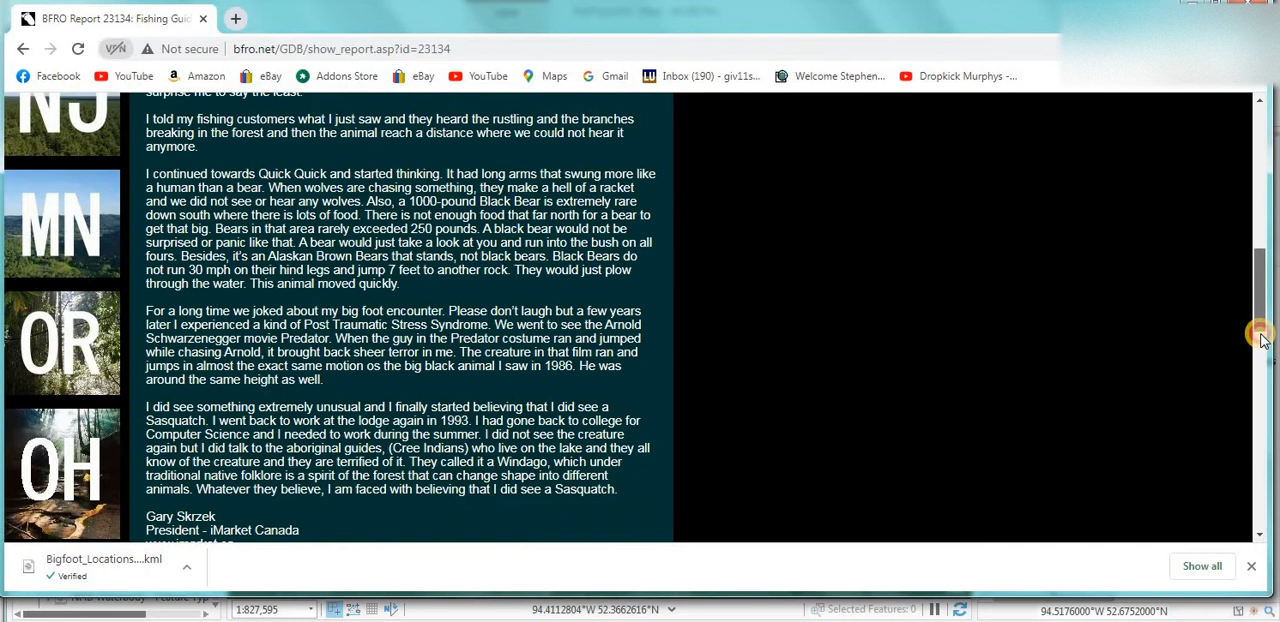 BFRO Report 23134: Fishing Guid
VPN Not secure bfro.net/GDB/show_report.asp?id=23134
Facebook YouTube Amazon eBay Addons Store eBay YouTube Maps Gmail Inbox (190) - giv11s... Welcome Stephen... Dropkick Murphys -...
NJ
MN
OR
OH
surprise me to say the least.
I told my fishing customers what I just saw and they heard the rustling and the branches
breaking in the forest and then the animal reach a distance where we could not hear it
anymore.
I continued towards Quick Quick and started thinking. It had long arms that swung more like
a human than a bear. When wolves are chasing something, they make a hell of a racket
and we did not see or hear any wolves. Also, a 1000-pound Black Bear is extremely rare
down south where there is lots of food. There is not enough food that far north for a bear to
get that big. Bears in that area rarely exceeded 250 pounds. A black bear would not be
surprised or panic like that. A bear would just take a look at you and run into the bush on all
fours. Besides, it's an Alaskan Brown Bears that stands, not black bears. Black Bears do
not run 30 mph on their hind legs and jump 7 feet to another rock. They would just plow
through the water. This animal moved quickly.
For a long time we joked about my big foot encounter. Please don't laugh but a few years
later I experienced a kind of Post Traumatic Stress Syndrome. We went to see the Arnold
Schwarzenegger movie Predator. When the guy in the Predator costume ran and jumped
while chasing Arnold, it brought back sheer terror in me. The creature in that film ran and
jumps in almost the exact same motion os the big black animal I saw in 1986. He was
around the same height as well.
I did see something extremely unusual and I finally started believing that I did see a
Sasquatch. I went back to work at the lodge again in 1993. I had gone back to college for
Computer Science and I needed to work during the summer. I did not see the creature
again but I did talk to the aboriginal guides, (Cree Indians) who live on the lake and they all
know of the creature and they are terrified of it. They called it a Windago, which under
traditional native folklore is a spirit of the forest that can change shape into different
animals. Whatever they believe, I am faced with believing that I did see a Sasquatch.
Gary Skrzek
President - iMarket Canada
Bigfoot_Locations....kml
Verified
Show all
1:827,595 94.4112804°W 52.3662616°N Selected Features: 0 94.5176000°W 52.6752000°N